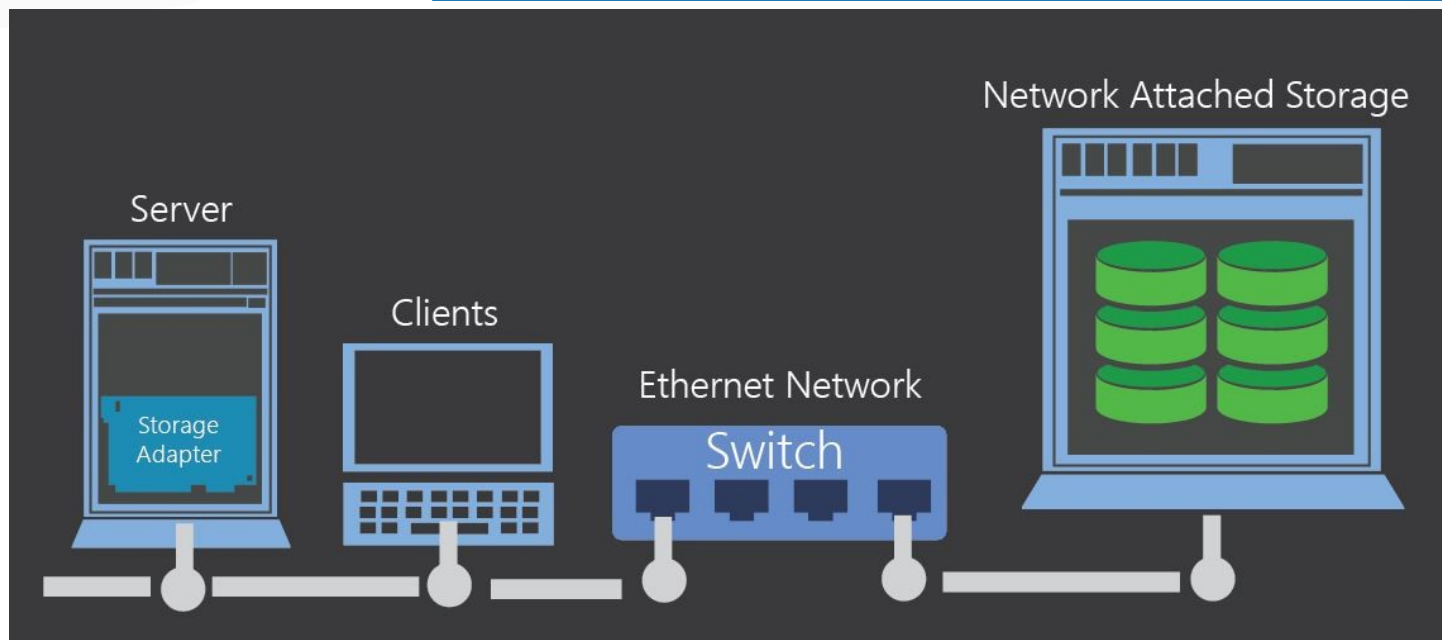 Network Attached Storage
Server
Clients
Storage
Adapter
Ethernet Network
Switch